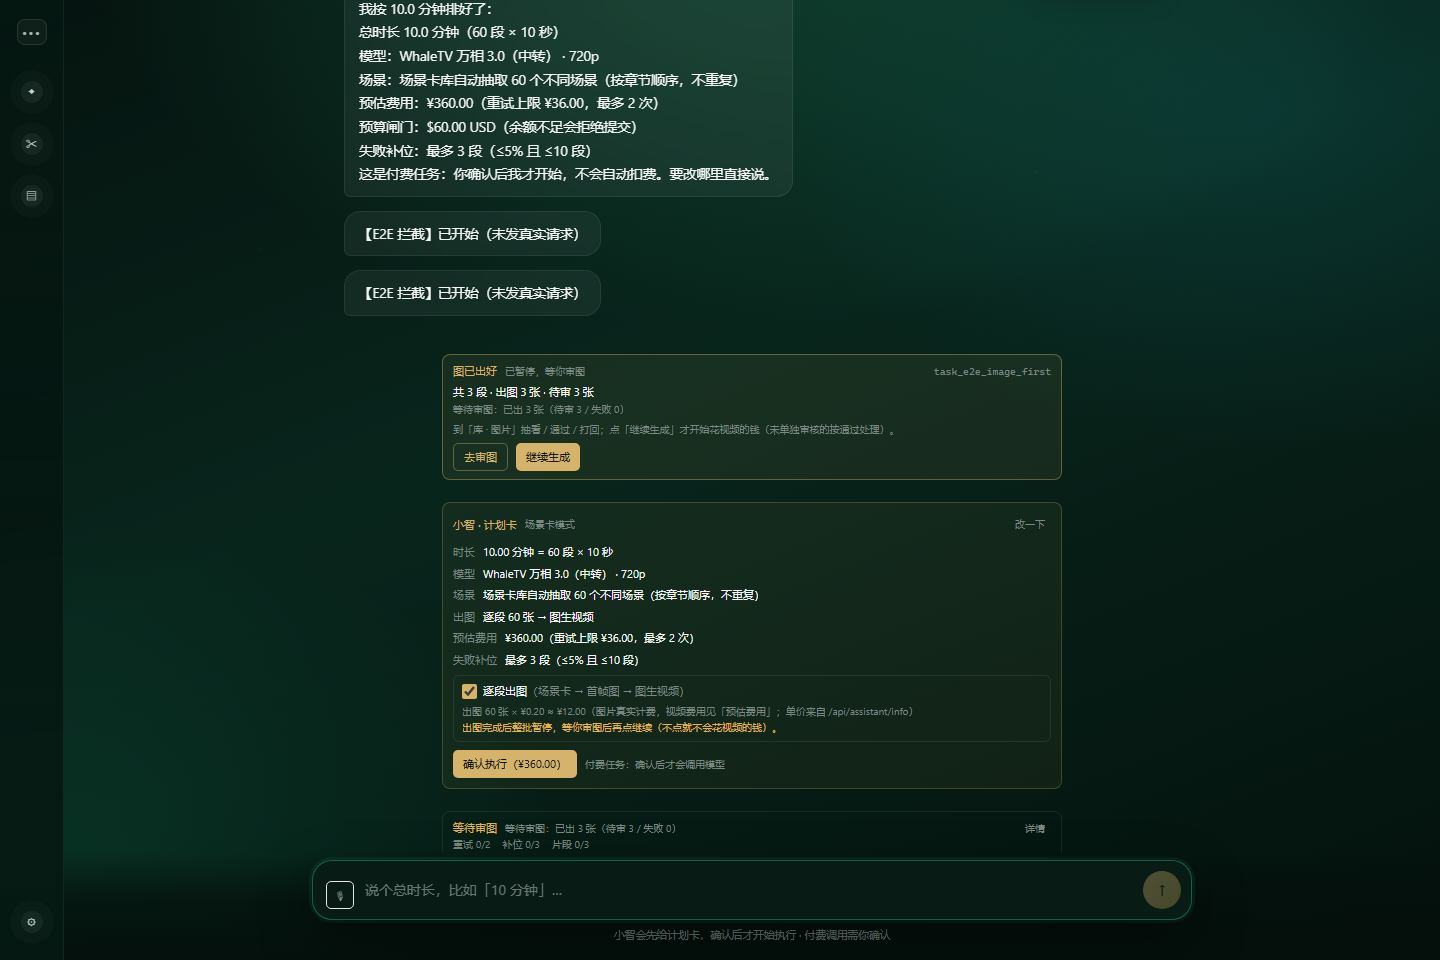 我按 10.0 分钟排好了：
总时长 10.0 分钟（60 段 × 10 秒）
模型：WhaleTV 万相 3.0（中转） · 720p
场景：场景卡库自动抽取 60 个不同场景（按章节顺序，不重复）
预估费用：¥360.00（重试上限 ¥36.00，最多 2 次）
预算闸门：$60.00 USD（余额不足会拒绝提交）
失败补位：最多 3 段（≤5% 且 ≤10 段）
这是付费任务：你确认后我才开始，不会自动扣费。要改哪里直接说。
【E2E 拦截】已开始（未发真实请求）
【E2E 拦截】已开始（未发真实请求）
图已出好 已暂停，等你审图 task_e2e_image_first
共 3 段 · 出图 3 张 · 待审 3 张
等待审图：已出 3 张（待审 3 / 失败 0）
到「库 · 图片」抽看 / 通过 / 打回；点「继续生成」才开始花视频的钱（未单独审核的按通过处理）。
去审图 继续生成
小智 · 计划卡 场景卡模式 改一下
时长 10.00 分钟 = 60 段 × 10 秒
模型 WhaleTV 万相 3.0（中转） · 720p
场景 场景卡库自动抽取 60 个不同场景（按章节顺序，不重复）
出图 逐段 60 张 → 图生视频
预估费用 ¥360.00（重试上限 ¥36.00，最多 2 次）
失败补位 最多 3 段（≤5% 且 ≤10 段）
逐段出图（场景卡 → 首帧图 → 图生视频）
出图 60 张 × ¥0.20 ≈ ¥12.00（图片真实计费，视频费用见「预估费用」；单价来自 /api/assistant/info）
出图完成后整批暂停，等你审图后再点继续（不点就不会花视频的钱）。
确认执行（¥360.00） 付费任务：确认后才会调用模型
等待审图 等待审图：已出 3 张（待审 3 / 失败 0） 详情
重试 0/2 补位 0/3 片段 0/3
说个总时长，比如「10 分钟」...
小智会先给计划卡，确认后才开始执行 · 付费调用需你确认